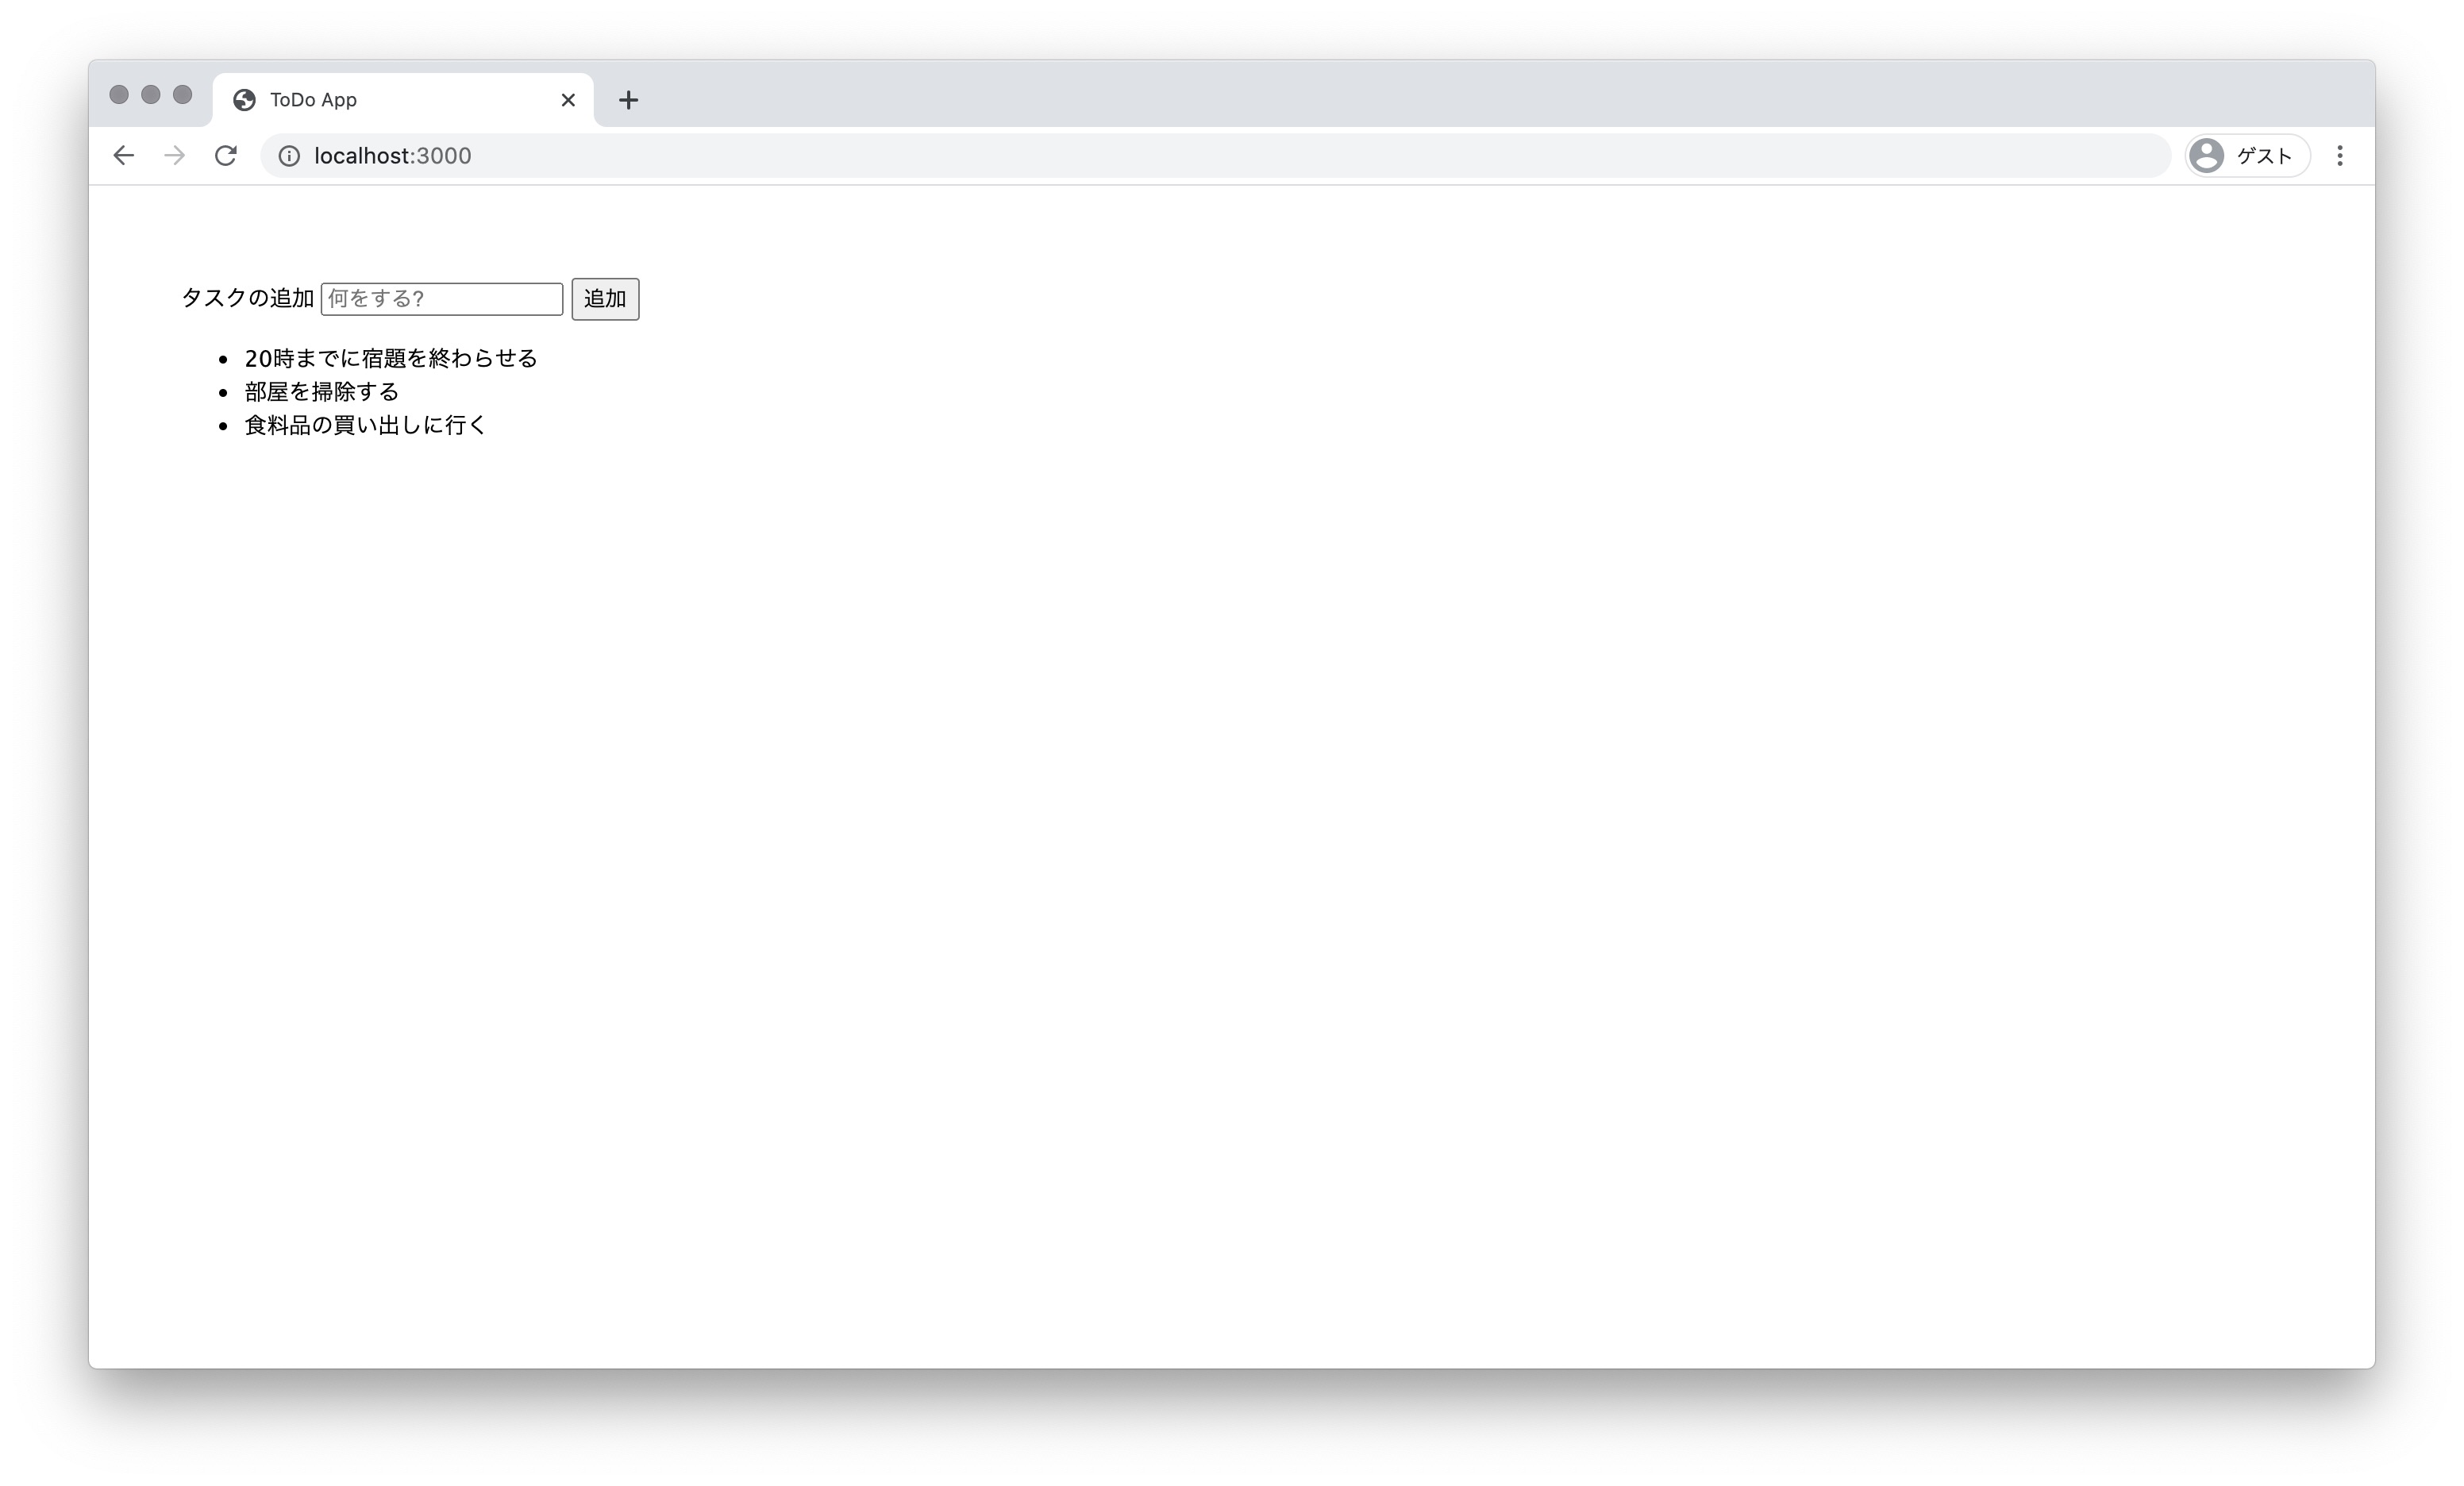 ToDo App
localhost:3000
ゲスト
タスクの追加 何をする? 追加
20時までに宿題を終わらせる
部屋を掃除する
食料品の買い出しに行く